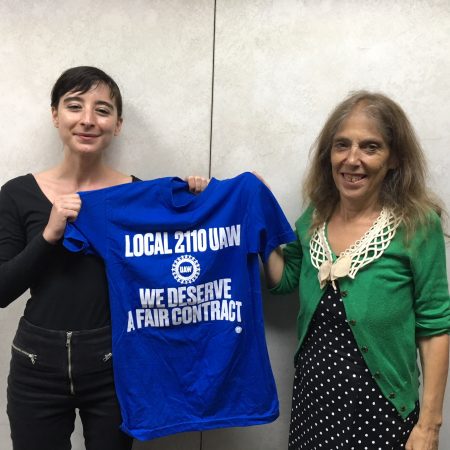 LOCAL 2110 UAW
UAW
WE DESERVE
A FAIR CONTRACT